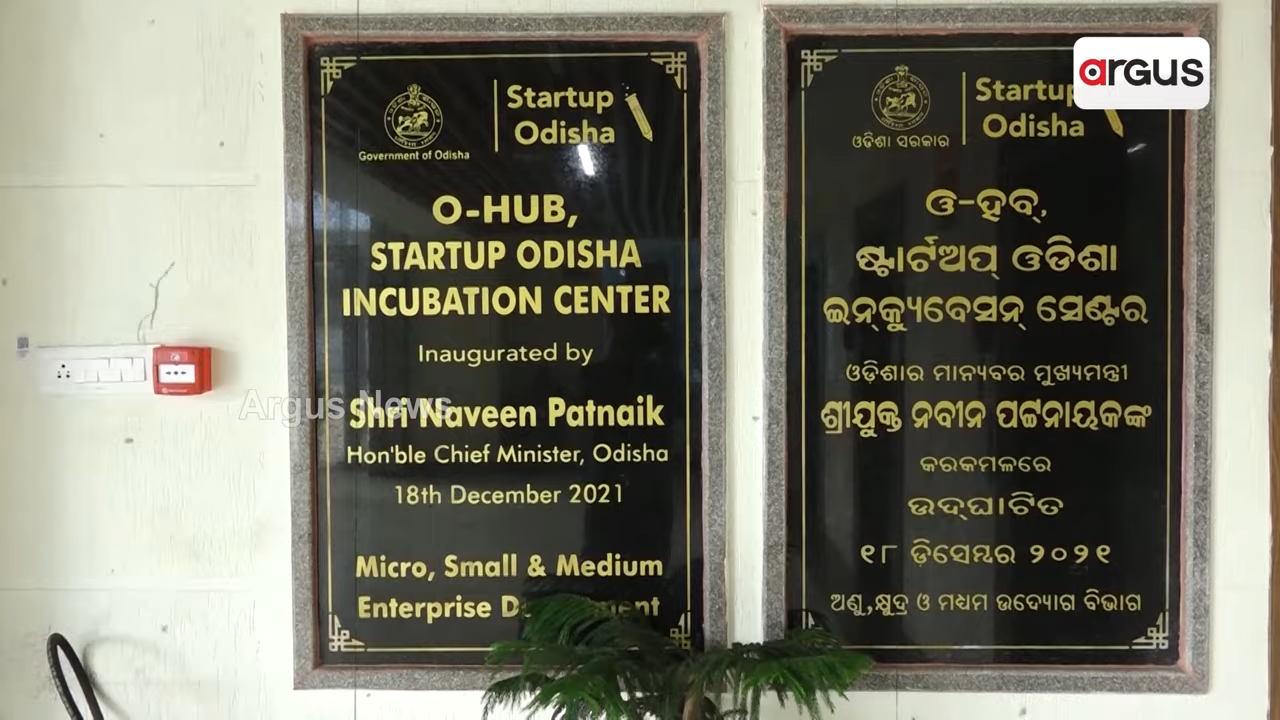 Government of Odisha
Startup
Odisha
O-HUB,
STARTUP ODISHA
INCUBATION CENTER
Inaugurated by
Shri Naveen Patnaik
Hon'ble Chief Minister, Odisha
18th December 2021
Micro, Small & Medium
Enterprise
ଓଡିଶା ସରକାର
Startup
Odisha
ଓ-ହବ୍,
ଷ୍ଟାର୍ଟଅପ୍ ଓଡିଶା
ଇନ୍‌କ୍ୟୁବେସନ୍ ସେଣ୍ଟର୍
ଓଡ଼ିଶାର ମାନ୍ୟବର ମୁଖ୍ୟମନ୍ତ୍ରୀ
ଶ୍ରୀଯୁକ୍ତ ନବୀନ ପଟ୍ଟନାୟକଙ୍କ
କରକମଳରେ
ଉଦ୍‌ଘାଟିତ
୧୮ ଡ଼ିସେମ୍ବର ୨୦୨୧
ଅଣୁ,କ୍ଷୁଦ୍ର ଓ ମଧ୍ୟମ ଉଦ୍ୟୋଗ ବିଭାଗ
argus
Argus News